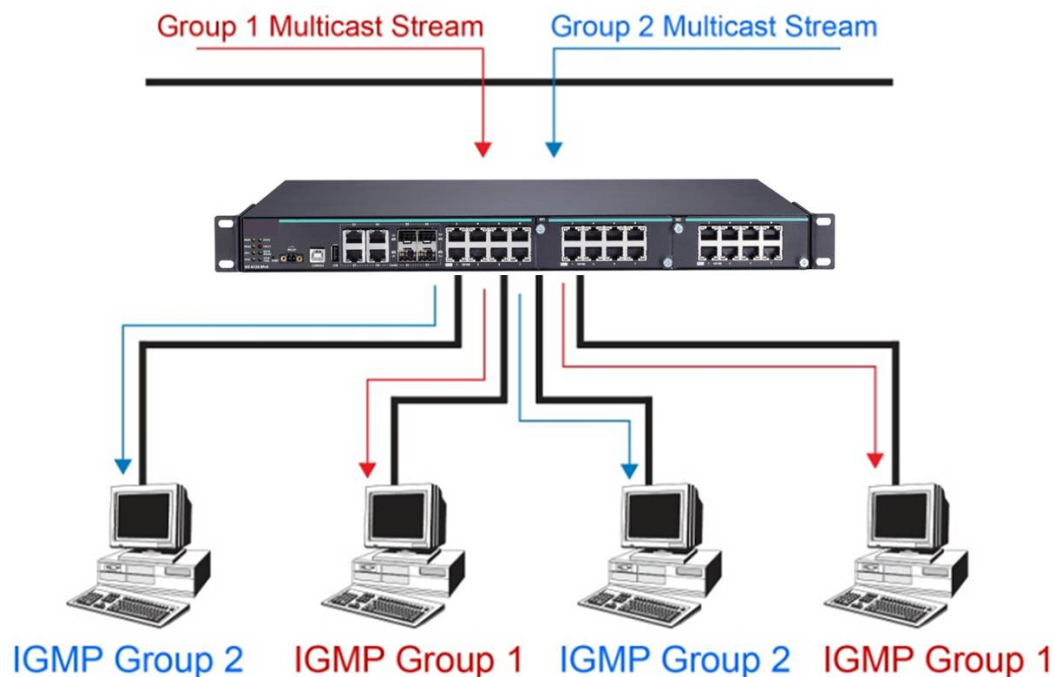 Group 1 Multicast Stream
Group 2 Multicast Stream
IGMP Group 2
IGMP Group 1
IGMP Group 2
IGMP Group 1